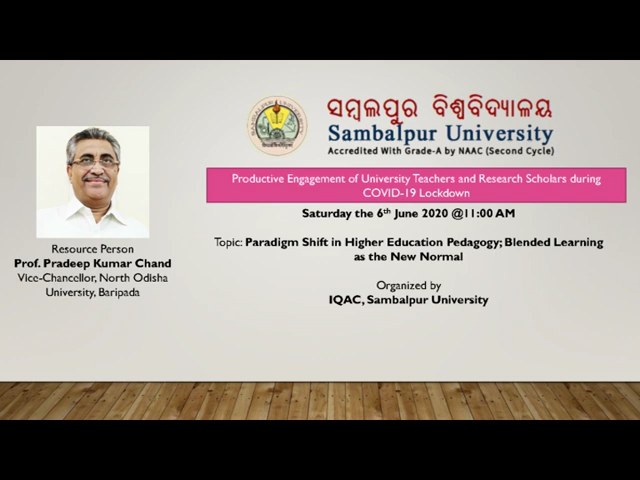 ସମ୍ବଲପୁର ବିଶ୍ୱବିଦ୍ୟାଳୟ
Sambalpur University
Accredited With Grade-A by NAAC (Second Cycle)
Productive Engagement of University Teachers and Research Scholars during
COVID-19 Lockdown
Saturday the 6th June 2020 @11:00 AM
Topic: Paradigm Shift in Higher Education Pedagogy; Blended Learning
as the New Normal
Organized by
IQAC, Sambalpur University
Resource Person
Prof. Pradeep Kumar Chand
Vice-Chancellor, North Odisha
University, Baripada